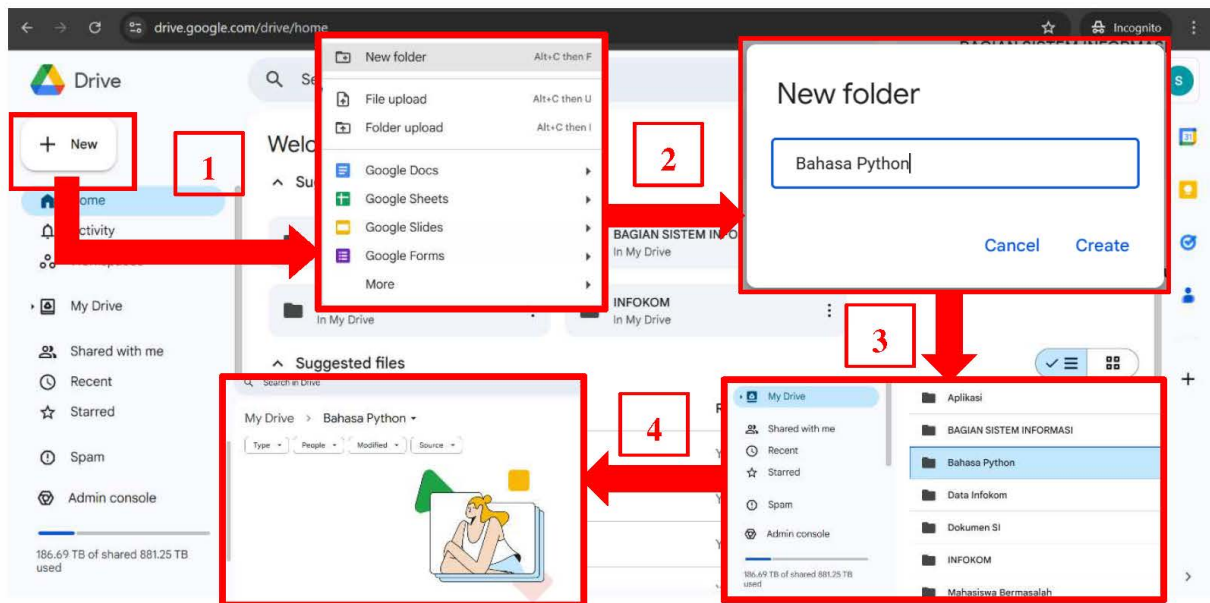 drive.google.com/drive/home
Incognito
Drive
New
Home
Activity
My Drive
Shared with me
Recent
Starred
Spam
Admin console
186.69 TB of shared 881.25 TB
used
1
New folder Alt+C then F
File upload Alt+C then U
Folder upload Alt+C then I
Google Docs
Google Sheets
Google Slides
Google Forms
More
In My Drive
BAGIAN SISTEM INFO
In My Drive
INFOKOM
In My Drive
Suggested files
2
BAGIAN SISTEM INFORMASI
New folder
Bahasa Python
Cancel Create
S
31
3
My Drive
Shared with me
Recent
Starred
Spam
Admin console
186.69 TB of shared 881.25 TB
used
Aplikasi
BAGIAN SISTEM INFORMASI
Bahasa Python
Data Infokom
Dokumen SI
INFOKOM
Mahasiswa Bermasalah
4
Search in Drive
My Drive > Bahasa Python
Type People Modified Source